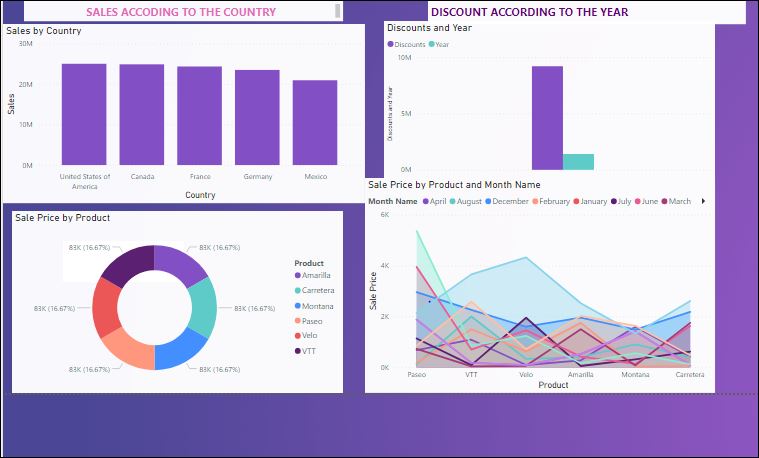 SALES ACCODING TO THE COUNTRY
DISCOUNT ACCORDING TO THE YEAR
Sales by Country
30M
20M
10M
0M
Sales
United States of
America
Canada
France
Germany
Mexico
Country
Discounts and Year
Discounts
Year
10M
5M
0M
Discounts and Year
Sale Price by Product
83K (16.67%)
83K (16.67%)
83K (16.67%)
83K (16.67%)
83K (16.67%)
83K (16.67%)
Product
Amarilla
Carretera
Montana
Paseo
Velo
VTT
Sale Price by Product and Month Name
Month Name
April
August
December
February
January
July
June
March
6K
4K
2K
0K
Sale Price
Paseo
VTT
Velo
Amarilla
Montana
Carretera
Product